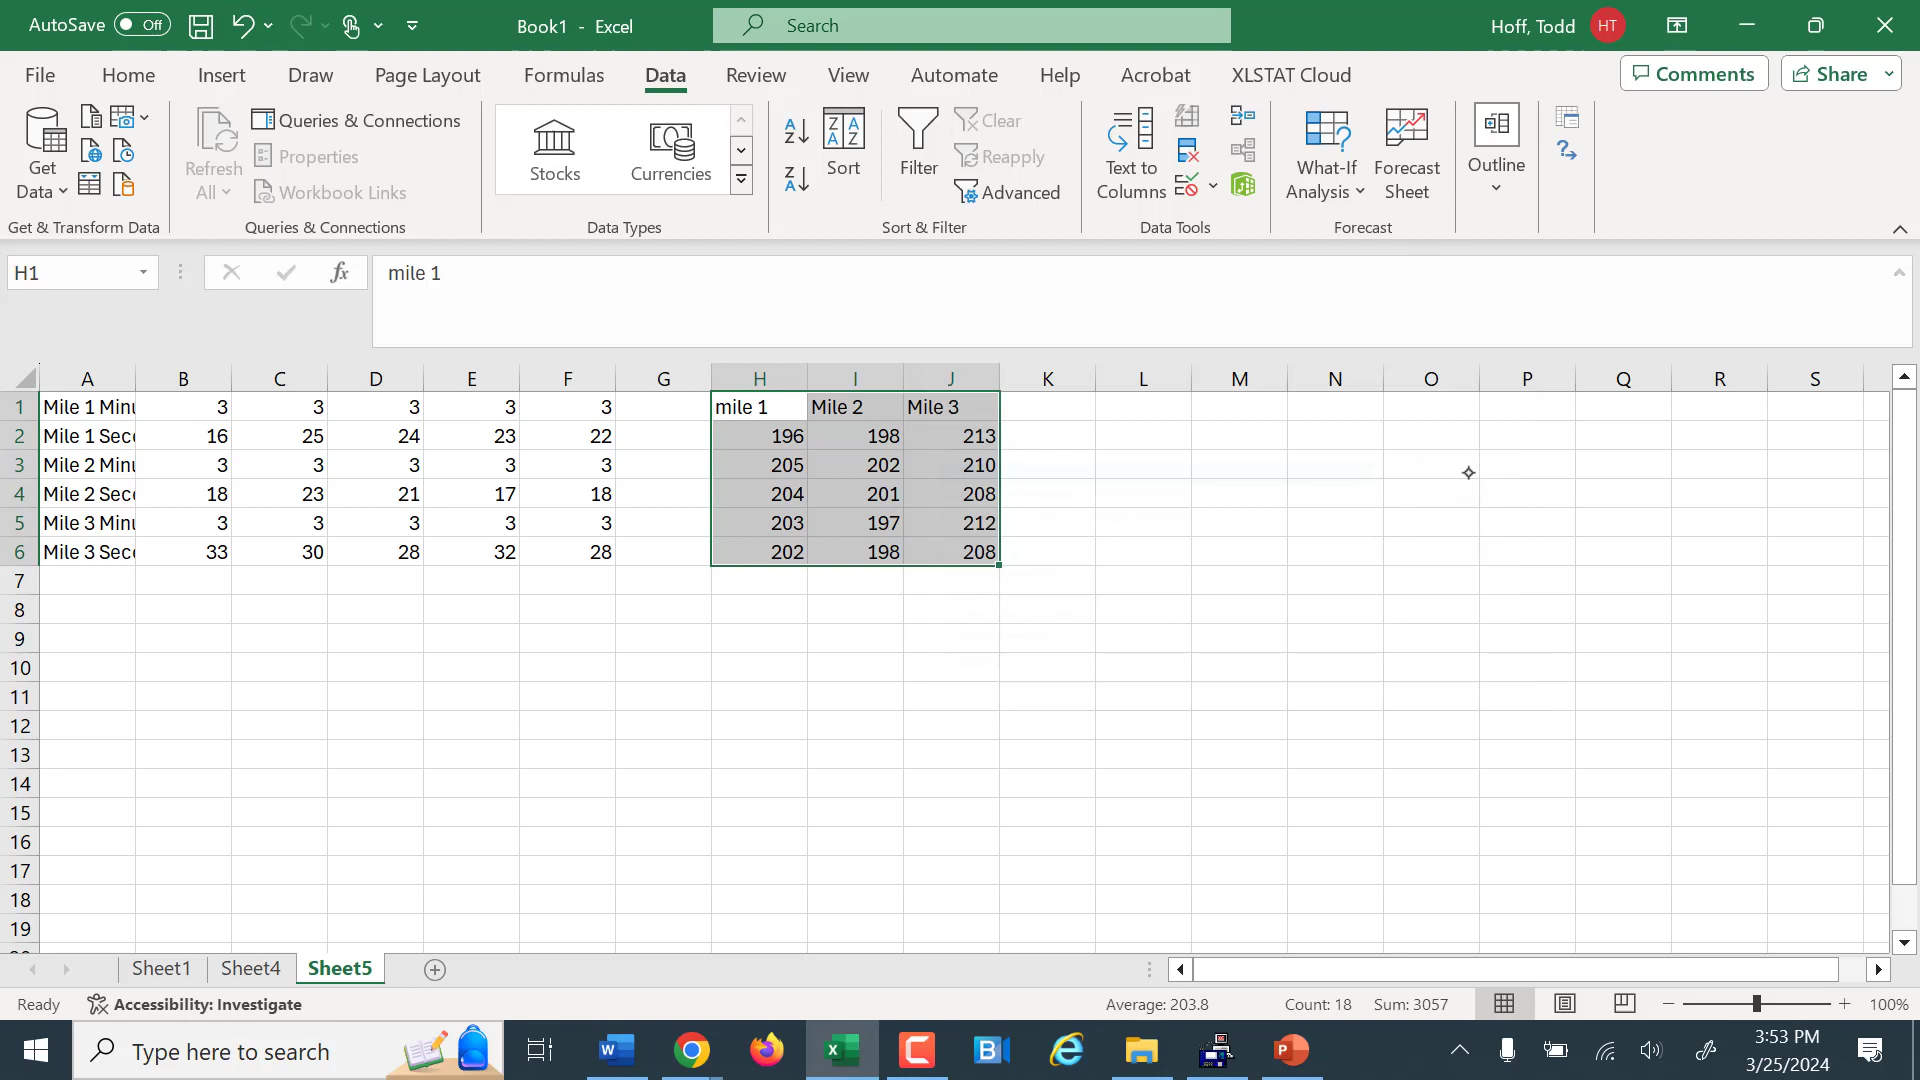 AutoSave Off Book1 - Excel Search Hoff, Todd HT
File Home Insert Draw Page Layout Formulas Data Review View Automate Help Acrobat XLSTAT Cloud Comments Share
Get Data
Refresh All
Queries & Connections
Properties
Workbook Links
Stocks Currencies
Sort Filter
Clear
Reapply
Advanced
Text to Columns
What-If Analysis
Forecast Sheet
Outline
Get & Transform Data Queries & Connections Data Types Sort & Filter Data Tools Forecast
H1 fx mile 1
A B C D E F G H I J K L M N O P Q R S
1 Mile 1 Minu 3 3 3 3 3 mile 1 Mile 2 Mile 3
2 Mile 1 Seco 16 25 24 23 22 196 198 213
3 Mile 2 Minu 3 3 3 3 3 205 202 210
4 Mile 2 Seco 18 23 21 17 18 204 201 208
5 Mile 3 Minu 3 3 3 3 3 203 197 212
6 Mile 3 Seco 33 30 28 32 28 202 198 208
7
8
9
10
11
12
13
14
15
16
17
18
19
Sheet1 Sheet4 Sheet5
Ready Accessibility: Investigate Average: 203.8 Count: 18 Sum: 3057 100%
Type here to search
3:53 PM
3/25/2024